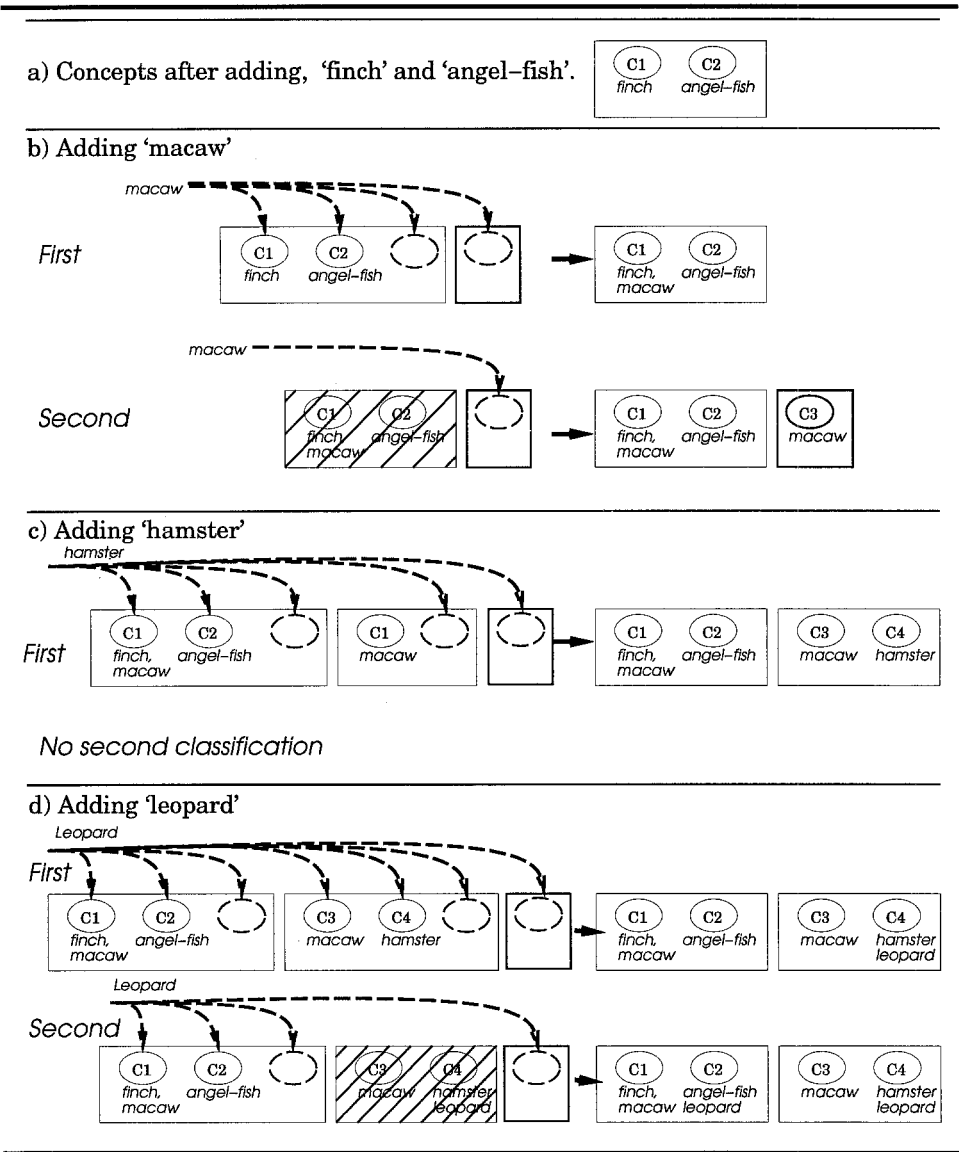 a) Concepts after adding, 'finch' and 'angel–fish'.
C1 C2
finch angel–fish
b) Adding 'macaw'
macaw
First
C1 C2
finch angel–fish
C1 C2
finch, angel–fish
macaw
macaw
Second
C1 C2
finch, angel–fish
macaw
C1 C2 C3
finch, angel–fish macaw
macaw
c) Adding 'hamster'
hamster
First
C1 C2 C1
finch, angel–fish macaw
macaw
C1 C2 C3 C4
finch, angel–fish macaw hamster
macaw
No second classification
d) Adding 'leopard'
Leopard
First
C1 C2 C3 C4
finch, angel–fish macaw hamster
macaw
C1 C2 C3 C4
finch, angel–fish macaw hamster
macaw leopard
Leopard
Second
C1 C2 C3 C4
finch, angel–fish macaw hamster
macaw leopard
C1 C2 C3 C4
finch, angel–fish macaw hamster
macaw leopard leopard